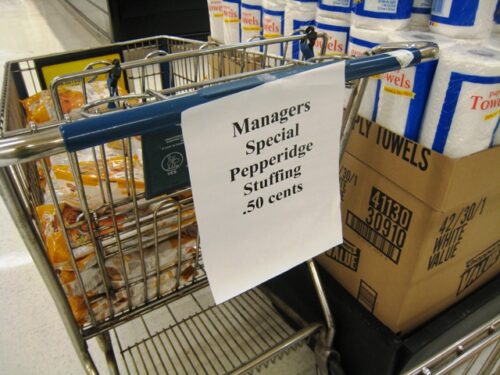 Managers
Special
Pepperidge
Stuffing
.50 cents
Towels
Towels
PLY TOWELS
41130
30910
42/30/1
WHITE
VALUE